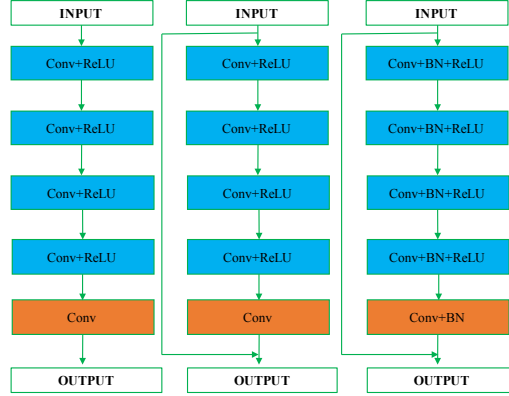 INPUT
Conv+ReLU
Conv+ReLU
Conv+ReLU
Conv+ReLU
Conv
OUTPUT
INPUT
Conv+ReLU
Conv+ReLU
Conv+ReLU
Conv+ReLU
Conv
OUTPUT
INPUT
Conv+BN+ReLU
Conv+BN+ReLU
Conv+BN+ReLU
Conv+BN+ReLU
Conv+BN
OUTPUT